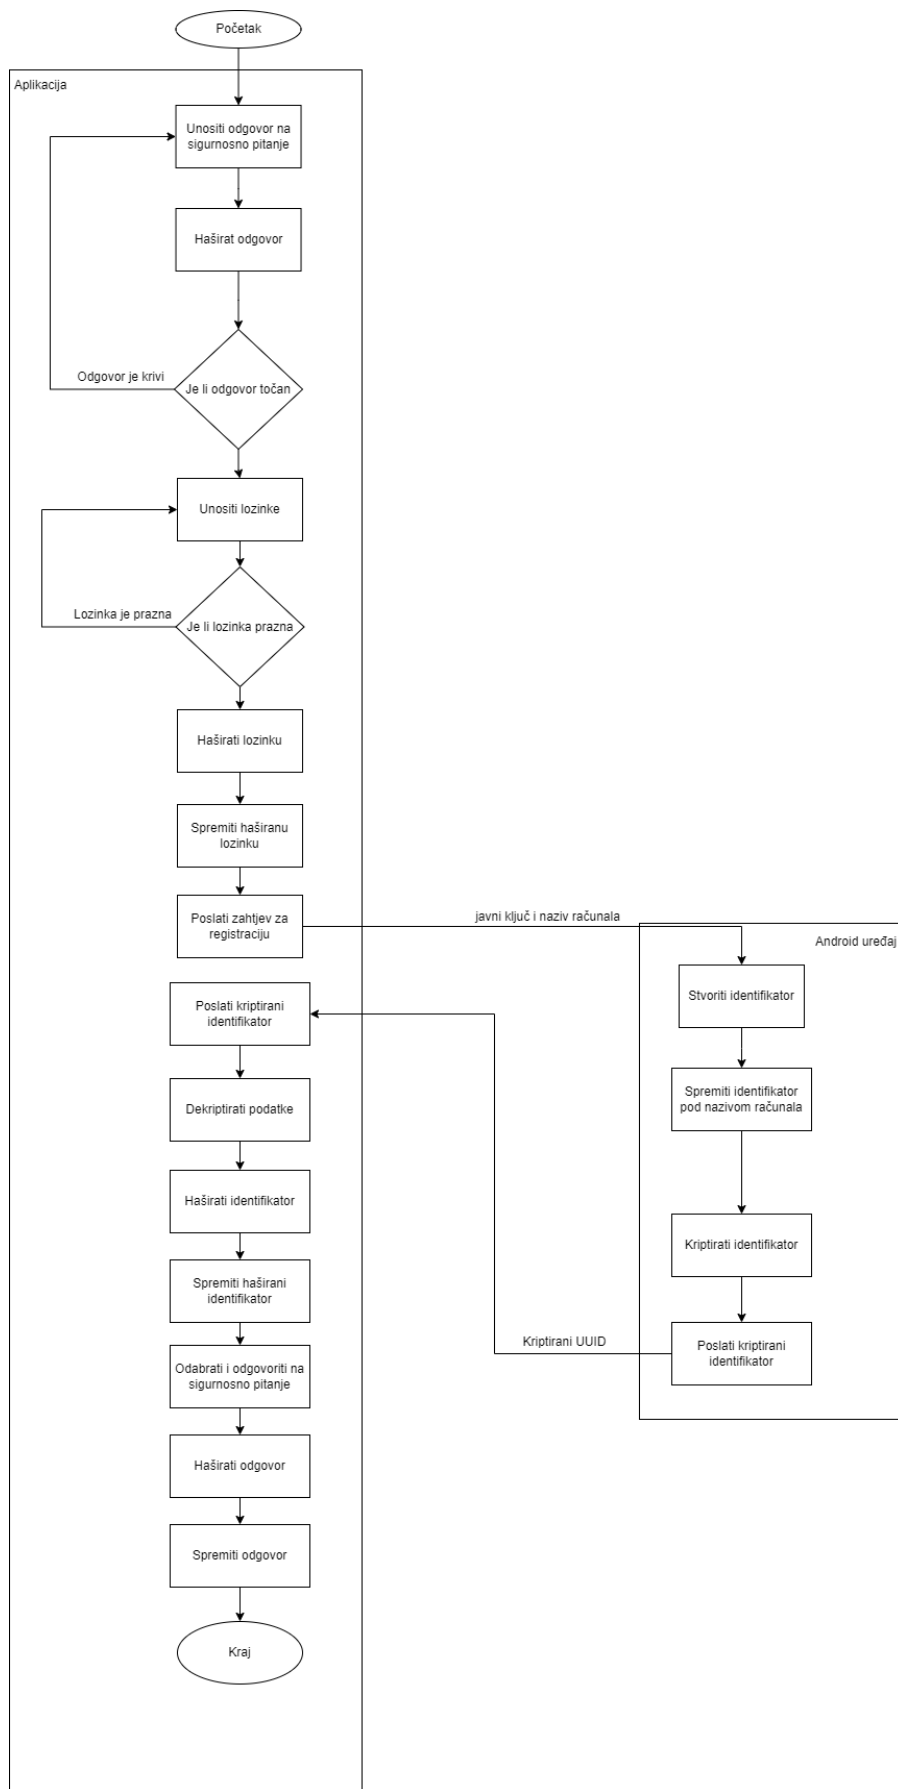 Početak
Aplikacija
Unositi odgovor na
sigurnosno pitanje
Haširat odgovor
Odgovor je krivi
Je li odgovor točan
Unositi lozinke
Lozinka je prazna
Je li lozinka prazna
Haširati lozinku
Spremiti haširanu
lozinku
Poslati zahtjev za
registraciju
javni ključ i naziv računala
Android uređaj
Stvoriti identifikator
Poslati kriptirani
identifikator
Spremiti identifikator
pod nazivom računala
Dekriptirati podatke
Haširati identifikator
Kriptirati identifikator
Spremiti haširani
identifikator
Kriptirani UUID
Poslati kriptirani
identifikator
Odabrati i odgovoriti na
sigurnosno pitanje
Haširati odgovor
Spremiti odgovor
Kraj